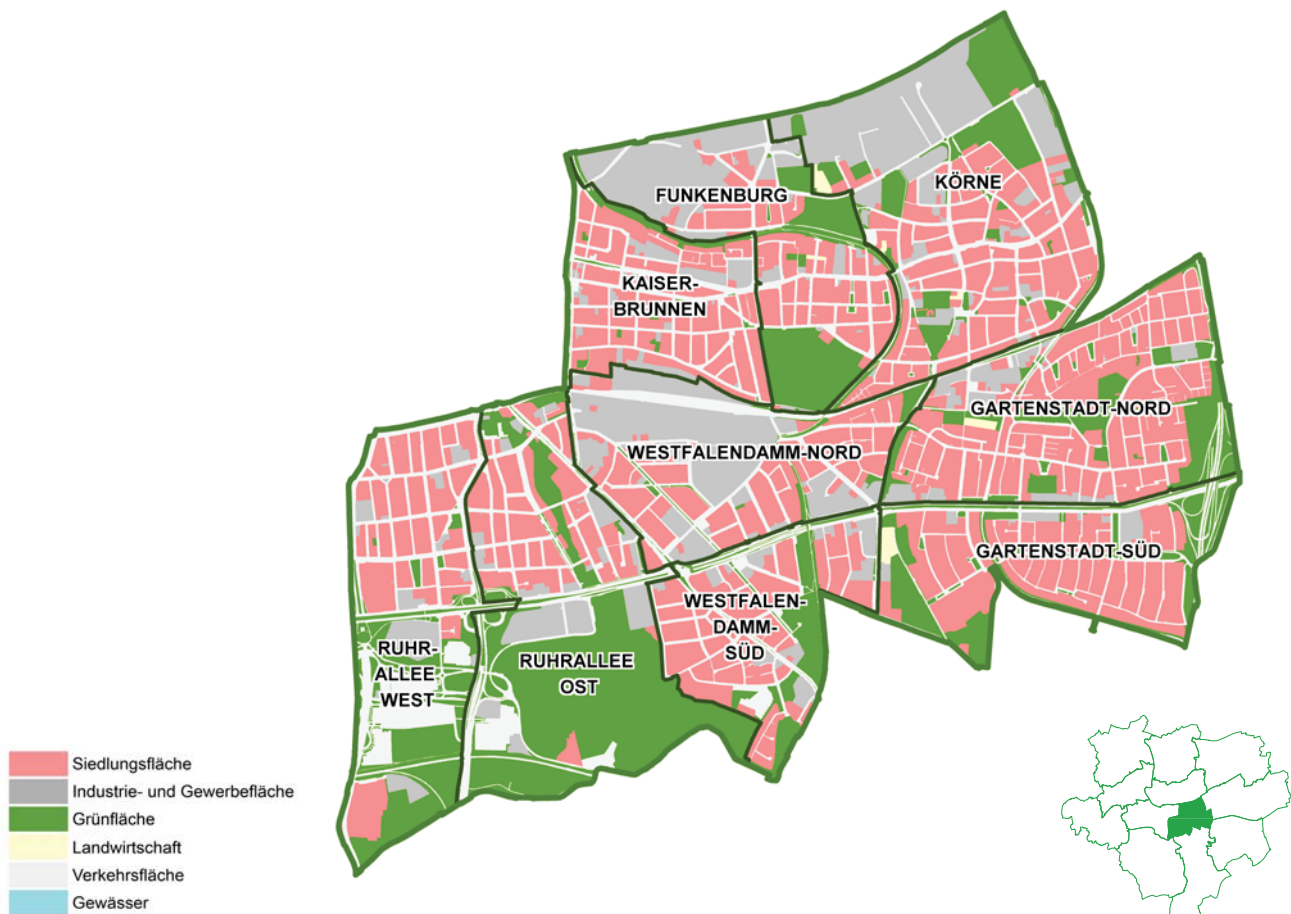 KÖRNE
FUNKENBURG
KAISER-
BRUNNEN
GARTENSTADT-NORD
WESTFALENDAMM-NORD
GARTENSTADT-SÜD
WESTFALEN-
DAMM-
SÜD
RUHR-
ALLEE
WEST
RUHRALLEE
OST
Siedlungsfläche
Industrie- und Gewerbefläche
Grünfläche
Landwirtschaft
Verkehrsfläche
Gewässer